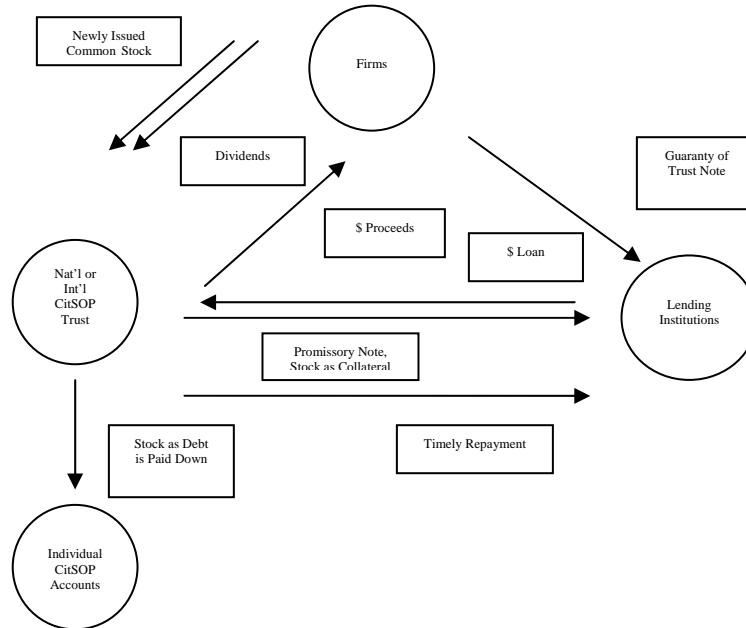 Newly Issued
Common Stock
Firms
Dividends
Guaranty of
Trust Note
$ Proceeds
$ Loan
Nat’l or
Int’l
CitSOP
Trust
Lending
Institutions
Promissory Note,
Stock as Collateral
Stock as Debt
is Paid Down
Timely Repayment
Individual
CitSOP
Accounts